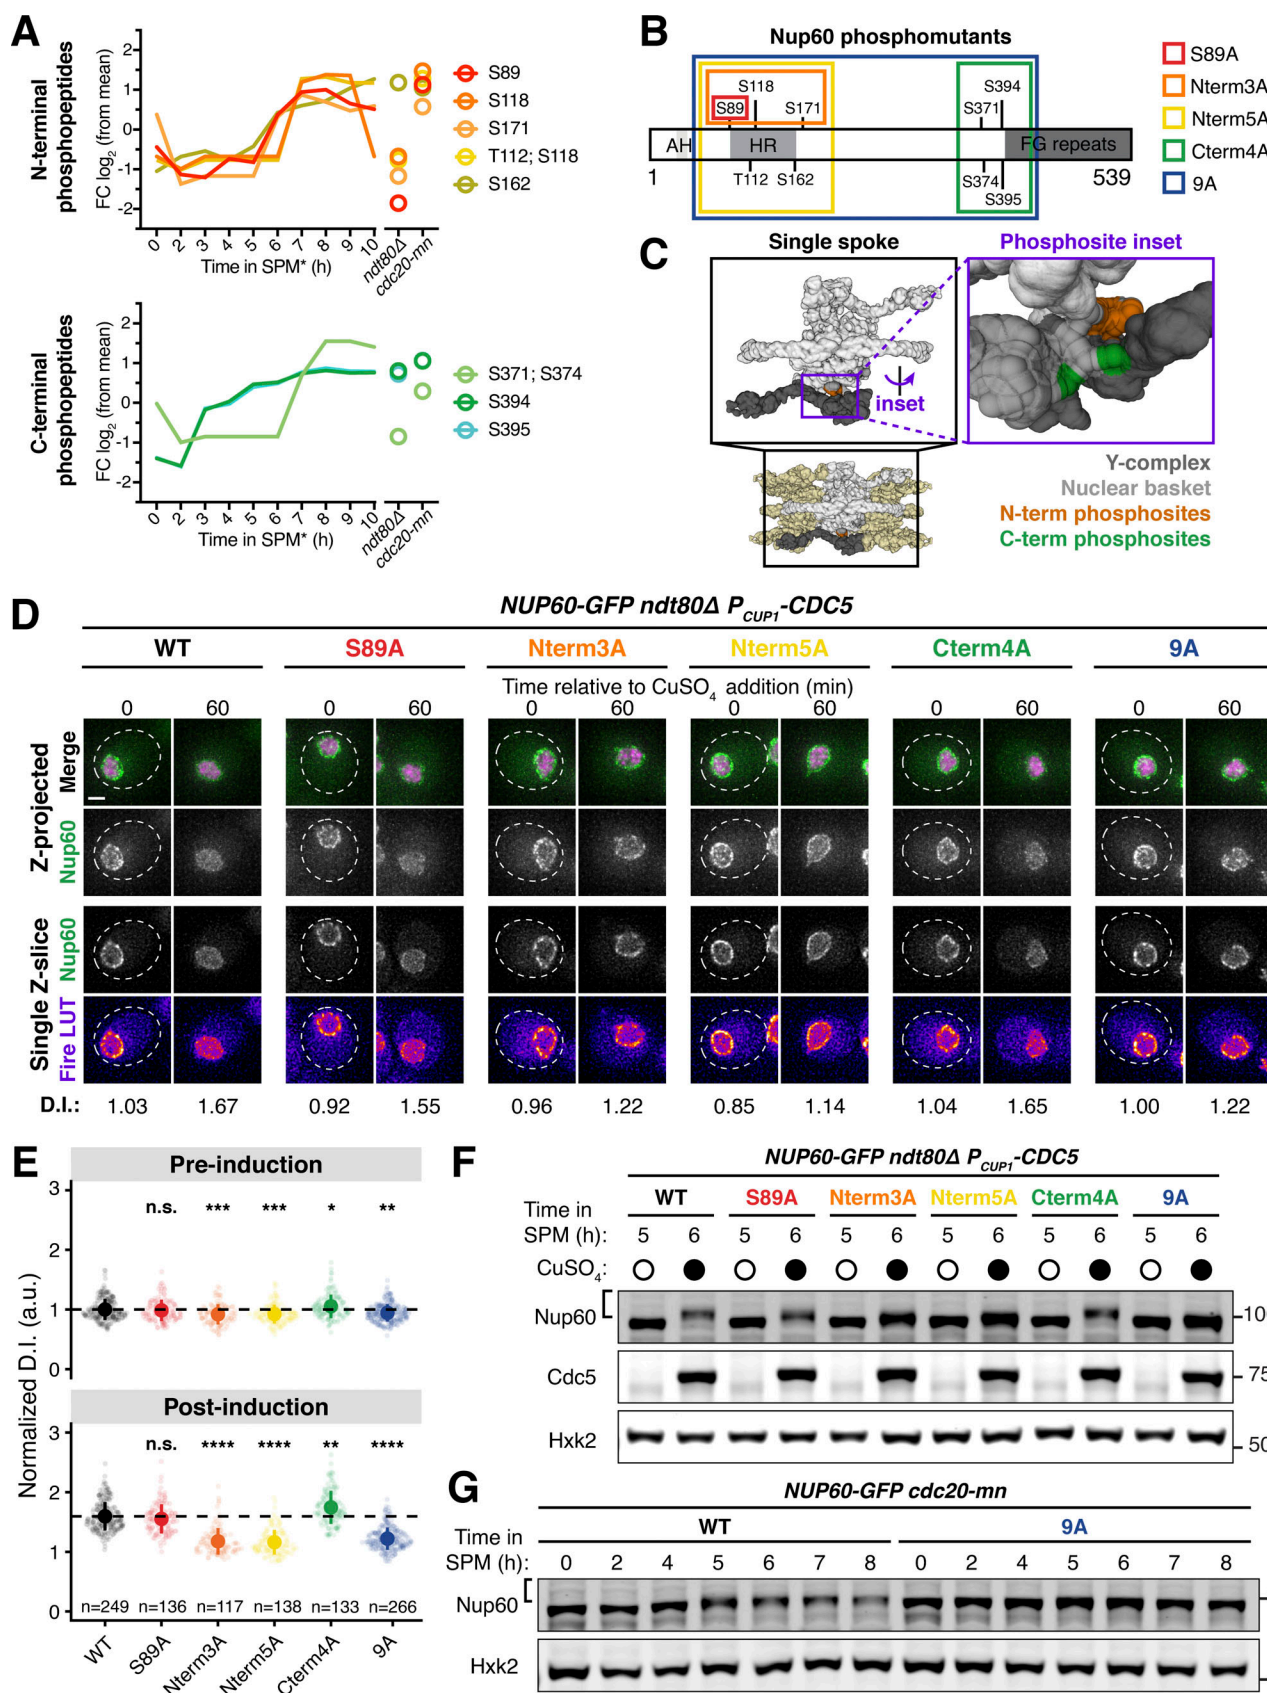 A
N-terminal
phosphopeptides
FC log2 (from mean)
2
1
0
-1
-2
0 2 3 4 5 6 7 8 9 10 ndt80Δ cdc20-mn
Time in SPM* (h)
S89
S118
S171
T112; S118
S162
C-terminal
phosphopeptides
FC log2 (from mean)
2
1
0
-1
-2
0 2 3 4 5 6 7 8 9 10 ndt80Δ cdc20-mn
Time in SPM* (h)
S371; S374
S394
S395
B
Nup60 phosphomutants
S118 S394
S89 S171 S371
AH HR FG repeats
1 T112 S162 S374 539
S395
S89A
Nterm3A
Nterm5A
Cterm4A
9A
C
Single spoke
Phosphosite inset
inset
Y-complex
Nuclear basket
N-term phosphosites
C-term phosphosites
D
NUP60-GFP ndt80Δ PCUP1-CDC5
WT S89A Nterm3A Nterm5A Cterm4A 9A
Time relative to CuSO4 addition (min)
0 60 0 60 0 60 0 60 0 60 0 60
Z-projected
Merge
Nup60
Single Z-slice
Nup60
Fire LUT
D.I.: 1.03 1.67 0.92 1.55 0.96 1.22 0.85 1.14 1.04 1.65 1.00 1.22
E
Normalized D.I. (a.u.)
Pre-induction
3
2
1
0
n.s. *** *** * **
Post-induction
3
2
1
0
n.s. **** **** ** ****
n=249 n=136 n=117 n=138 n=133 n=266
WT S89A Nterm3A Nterm5A Cterm4A 9A
F
NUP60-GFP ndt80Δ PCUP1-CDC5
WT S89A Nterm3A Nterm5A Cterm4A 9A
Time in
SPM (h): 5 6 5 6 5 6 5 6 5 6 5 6
CuSO4:
Nup60
Cdc5 75
Hxk2 50
G
NUP60-GFP cdc20-mn
WT 9A
Time in
SPM (h): 0 2 4 5 6 7 8 0 2 4 5 6 7 8
Nup60
Hxk2